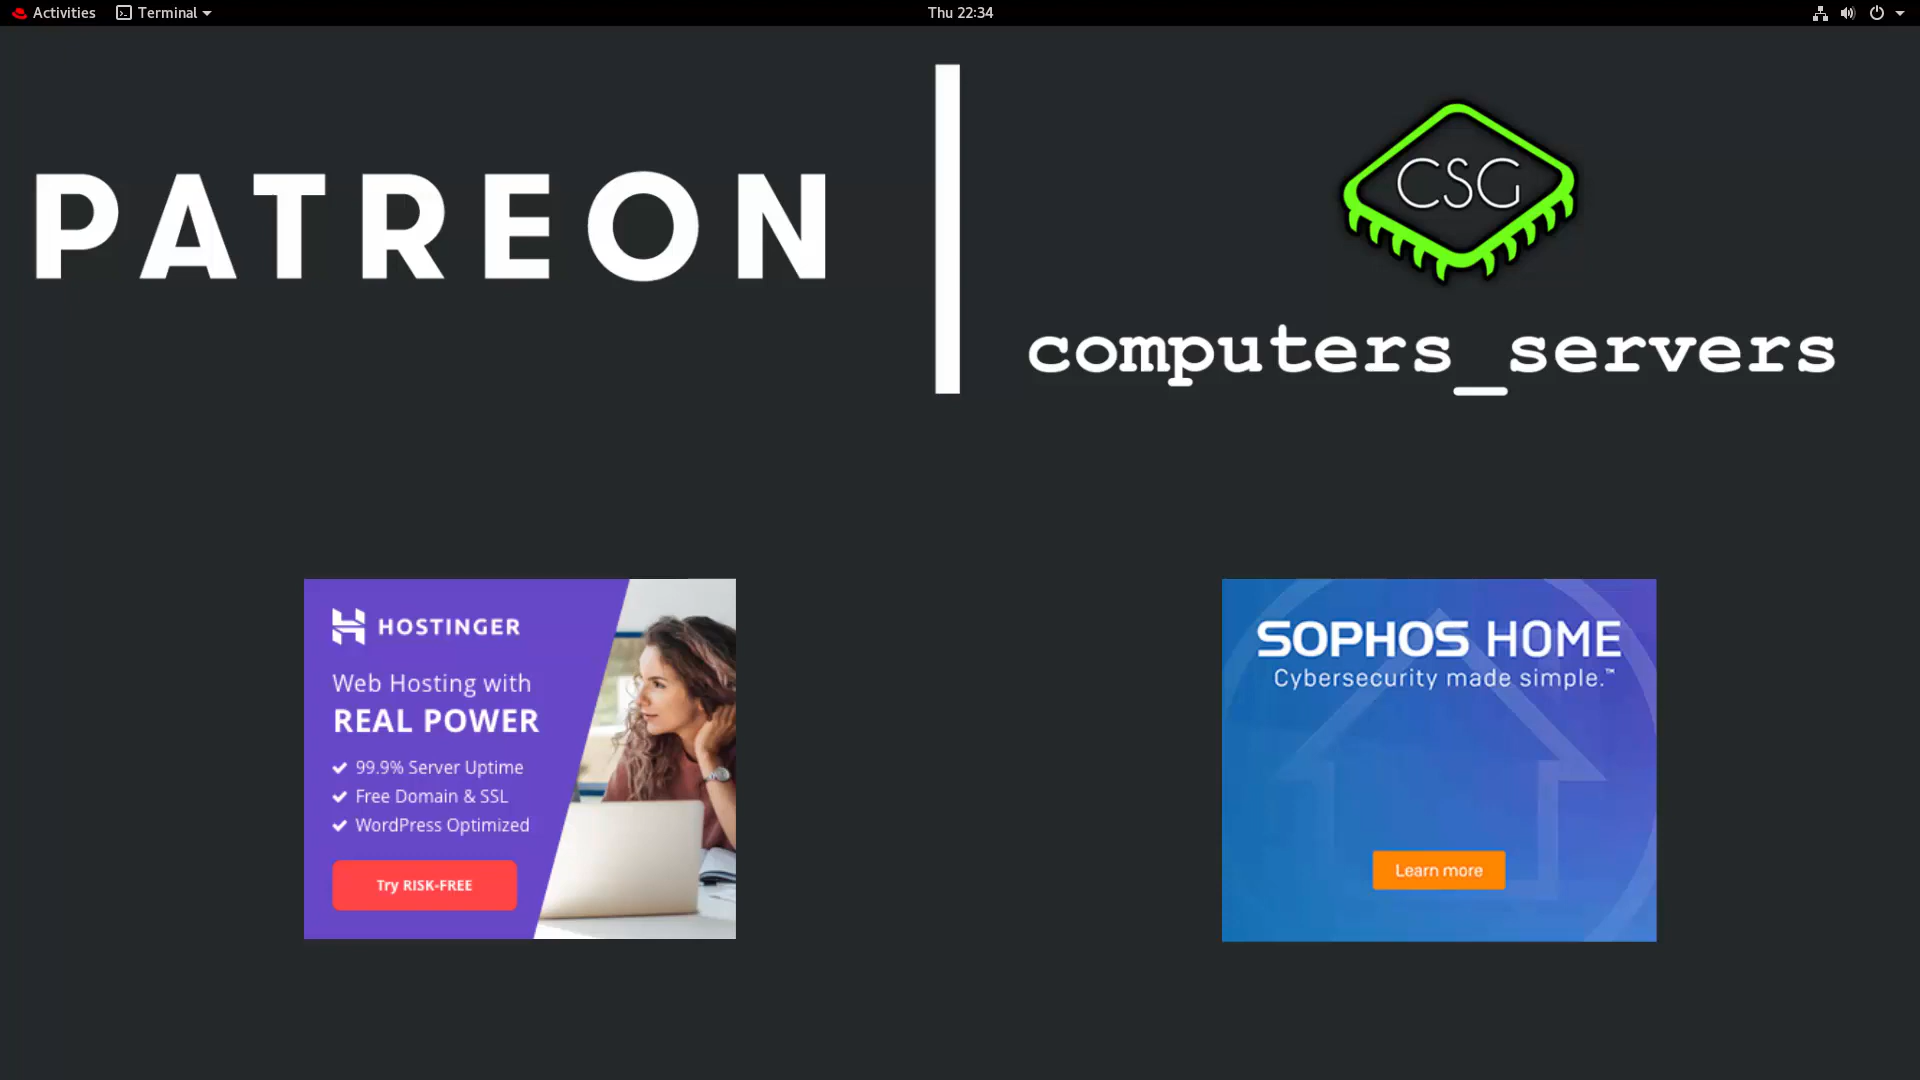 Activities
Terminal
Thu 22:34
PATREON
CSG
computers_servers
HOSTINGER
Web Hosting with
REAL POWER
99.9% Server Uptime
Free Domain & SSL
WordPress Optimized
Try RISK-FREE
SOPHOS HOME
Cybersecurity made simple.™
Learn more